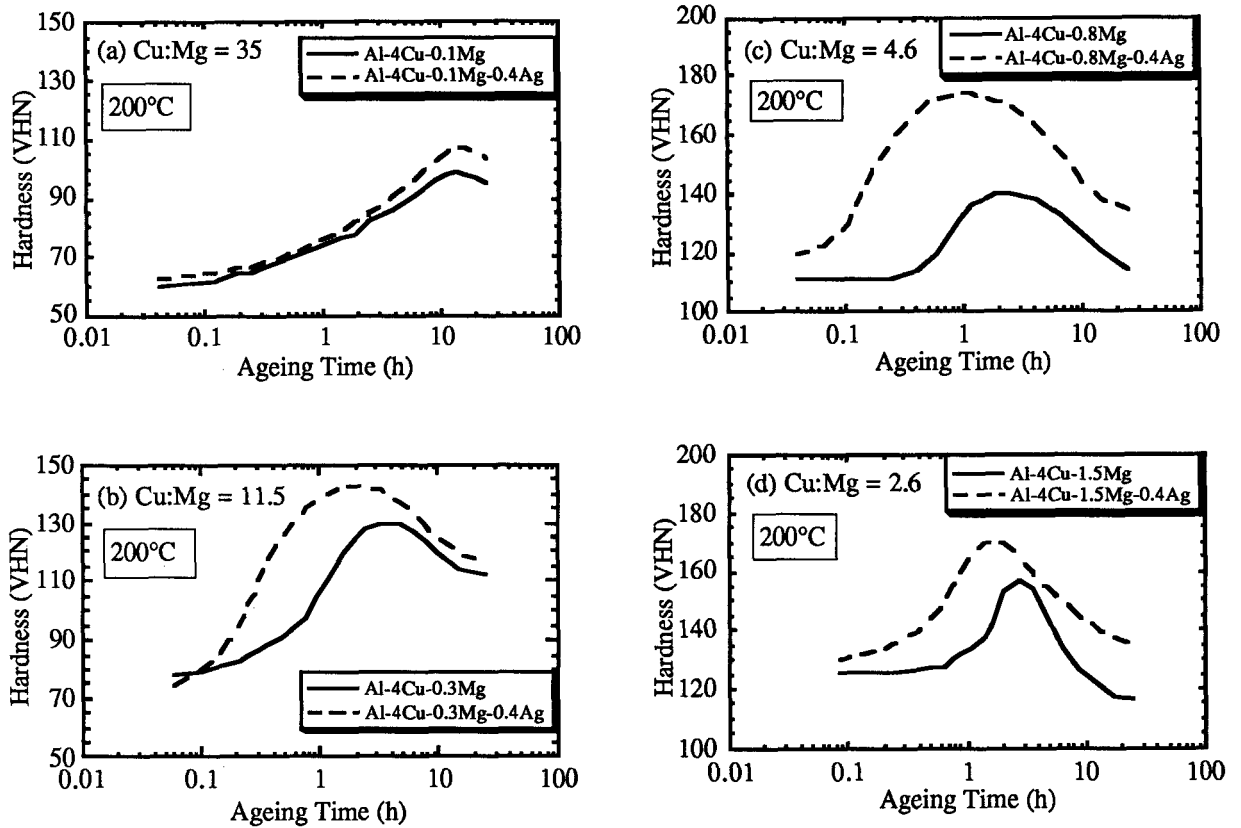 (a) Cu:Mg = 35
200°C
Al-4Cu-0.1Mg
Al-4Cu-0.1Mg-0.4Ag
Hardness (VHN)
150
130
110
90
70
50
0.01 0.1 1 10 100
Ageing Time (h)
(c) Cu:Mg = 4.6
200°C
Al-4Cu-0.8Mg
Al-4Cu-0.8Mg-0.4Ag
Hardness (VHN)
200
180
160
140
120
100
0.01 0.1 1 10 100
Ageing Time (h)
(b) Cu:Mg = 11.5
200°C
Al-4Cu-0.3Mg
Al-4Cu-0.3Mg-0.4Ag
Hardness (VHN)
150
130
110
90
70
50
0.01 0.1 1 10 100
Ageing Time (h)
(d) Cu:Mg = 2.6
200°C
Al-4Cu-1.5Mg
Al-4Cu-1.5Mg-0.4Ag
Hardness (VHN)
200
180
160
140
120
100
0.01 0.1 1 10 100
Ageing Time (h)